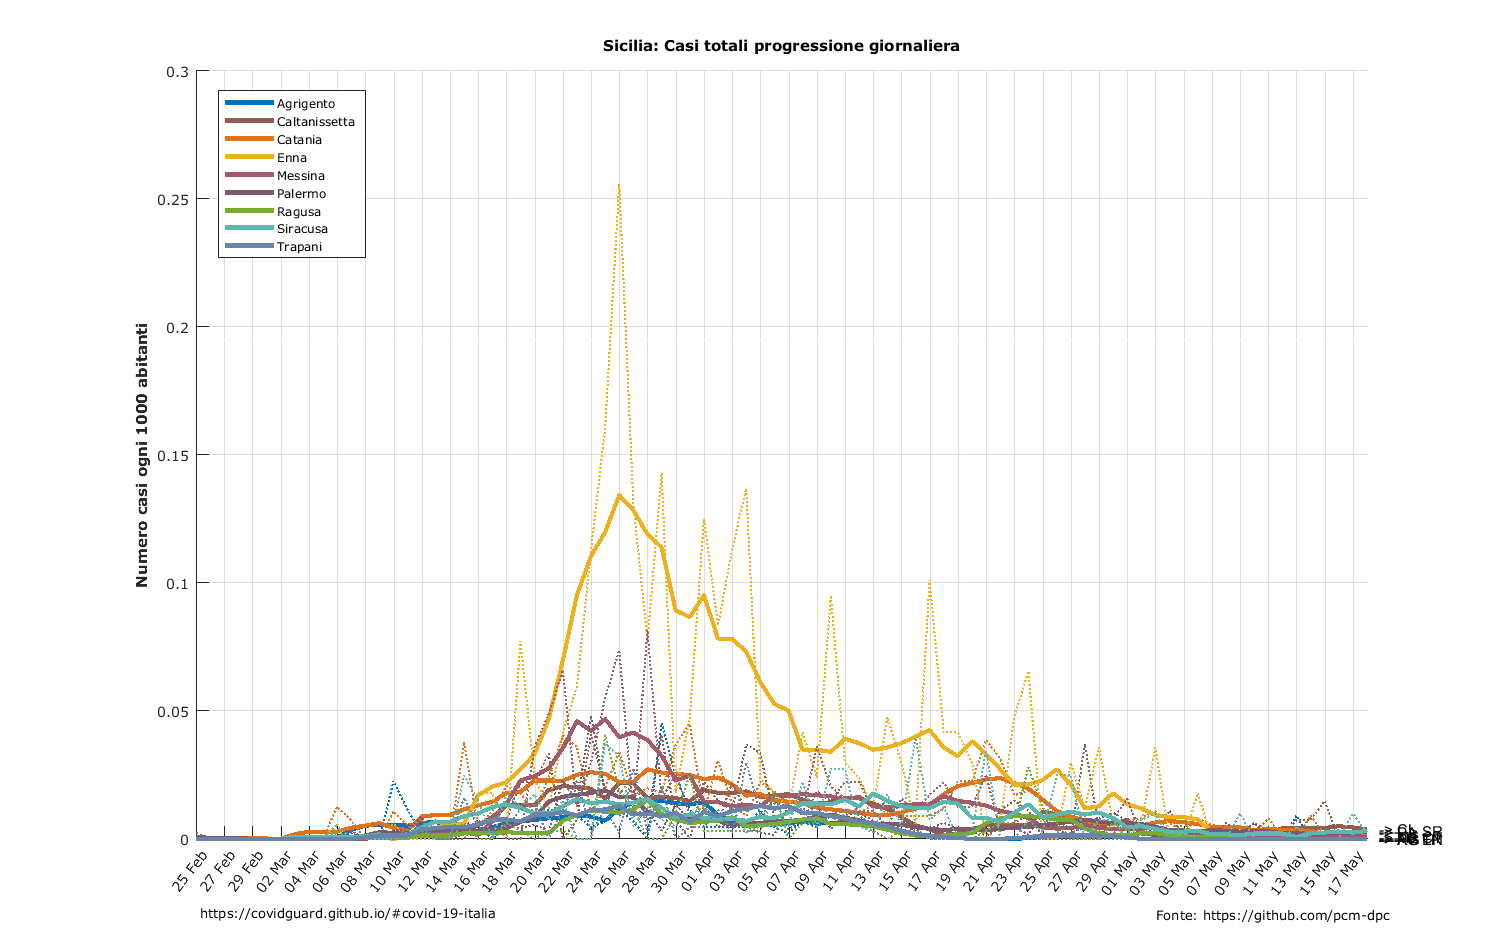 Sicilia: Casi totali progressione giornaliera
0.3
0.25
0.2
0.15
0.1
0.05
0
Numero casi ogni 1000 abitanti
Agrigento
Caltanissetta
Catania
Enna
Messina
Palermo
Ragusa
Siracusa
Trapani
25 Feb
27 Feb
29 Feb
02 Mar
04 Mar
06 Mar
08 Mar
10 Mar
12 Mar
14 Mar
16 Mar
18 Mar
20 Mar
22 Mar
24 Mar
26 Mar
28 Mar
30 Mar
01 Apr
03 Apr
05 Apr
07 Apr
09 Apr
11 Apr
13 Apr
15 Apr
17 Apr
19 Apr
21 Apr
23 Apr
25 Apr
27 Apr
29 Apr
01 May
03 May
05 May
07 May
09 May
11 May
13 May
15 May
17 May
https://covidguard.github.io/#covid-19-italia
Fonte: https://github.com/pcm-dpc